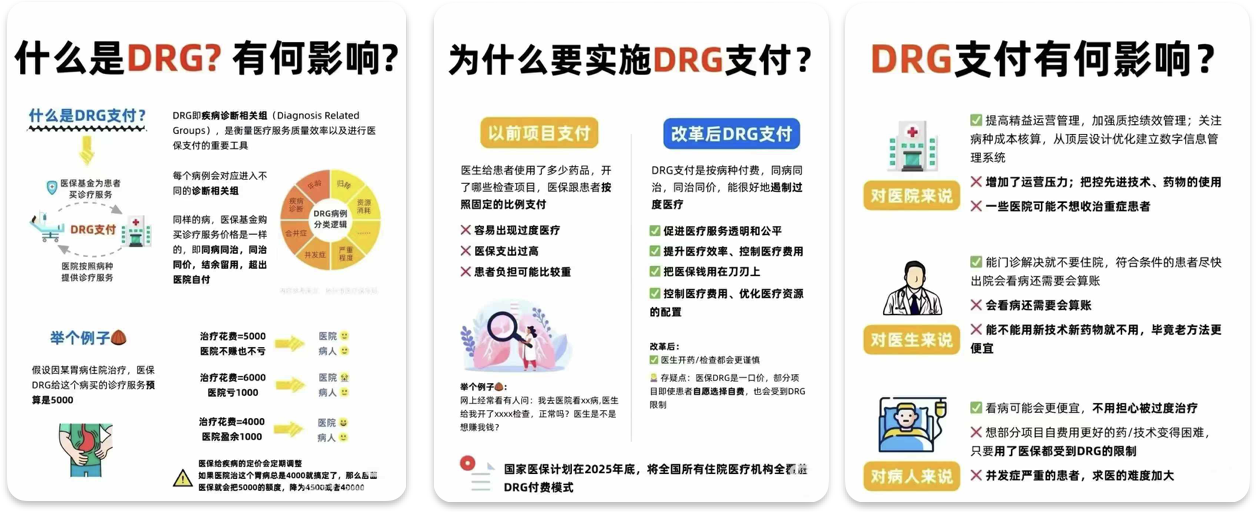 什么是DRG? 有何影响?
什么是DRG支付?
DRG即疾病诊断相关组（Diagnosis Related
Groups），是衡量医疗服务质量效率以及进行医
保支付的重要工具
医保基金为患者
买诊疗服务
DRG支付
医院按照病种
提供诊疗服务
每个病例会对应进入不
同的诊断相关组
同样的病，医保基金购
买诊疗服务价格是一样
的，即同病同治，同治
同价，结余留用，超出
医院自付
DRG病例
分类逻辑
年龄
疾病
诊断
合并症
并发症
严重
程度
资源
消耗
举个例子
假设因某胃病住院治疗，医保
DRG给这个病买的诊疗服务预
算是5000
治疗花费=5000
医院不赚也不亏
医院
病人
治疗花费=6000
医院亏1000
医院
病人
治疗花费=4000
医院盈余1000
医院
病人
医保给疾病的定价会定期调整
如果医院治这个胃病总是4000就搞定了，那么
医保就会把5000的额度，降为4500或者40000
为什么要实施DRG支付?
以前项目支付
医生给患者使用了多少药品，开
了哪些检查项目，医保跟患者按
照固定的比例支付
❌ 容易出现过度医疗
❌ 医保支出过高
❌ 患者负担可能比较重
举个例子：
网上经常看有人问：我去医院看xx病,医生
给我开了xxxx检查，正常吗？医生是不是
想赚我钱？
改革后DRG支付
DRG支付是按病种付费，同病同
治，同治同价，能很好地遏制过
度医疗
✅ 促进医疗服务透明和公平
✅ 提升医疗效率、控制医疗费用
✅ 把医保钱用在刀刃上
✅ 控制医疗费用、优化医疗资源
的配置
改革后：
✅ 医生开药/检查都会更谨慎
存疑点：医保DRG是一口价，部分项
目即使患者自愿选择自费，也会受到DRG
限制
国家医保计划在2025年底，将全国所有住院医疗机构全覆
DRG付费模式
DRG支付有何影响?
对医院来说
✅ 提高精益运营管理，加强质控绩效管理；关注
病种成本核算，从顶层设计优化建立数字信息管
理系统
❌ 增加了运营压力；把控先进技术、药物的使用
❌ 一些医院可能不想收治重症患者
对医生来说
✅ 能门诊解决就不要住院，符合条件的患者尽快
出院会看病还需要会算账
❌ 会看病还需要会算账
❌ 能不能用新技术新药物就不用，毕竟老方法更
便宜
对病人来说
✅ 看病可能会更便宜，不用担心被过度治疗
❌ 想部分项目自费用更好的药/技术变得困难，
只要用了医保都受到DRG的限制
❌ 并发症严重的患者，求医的难度加大